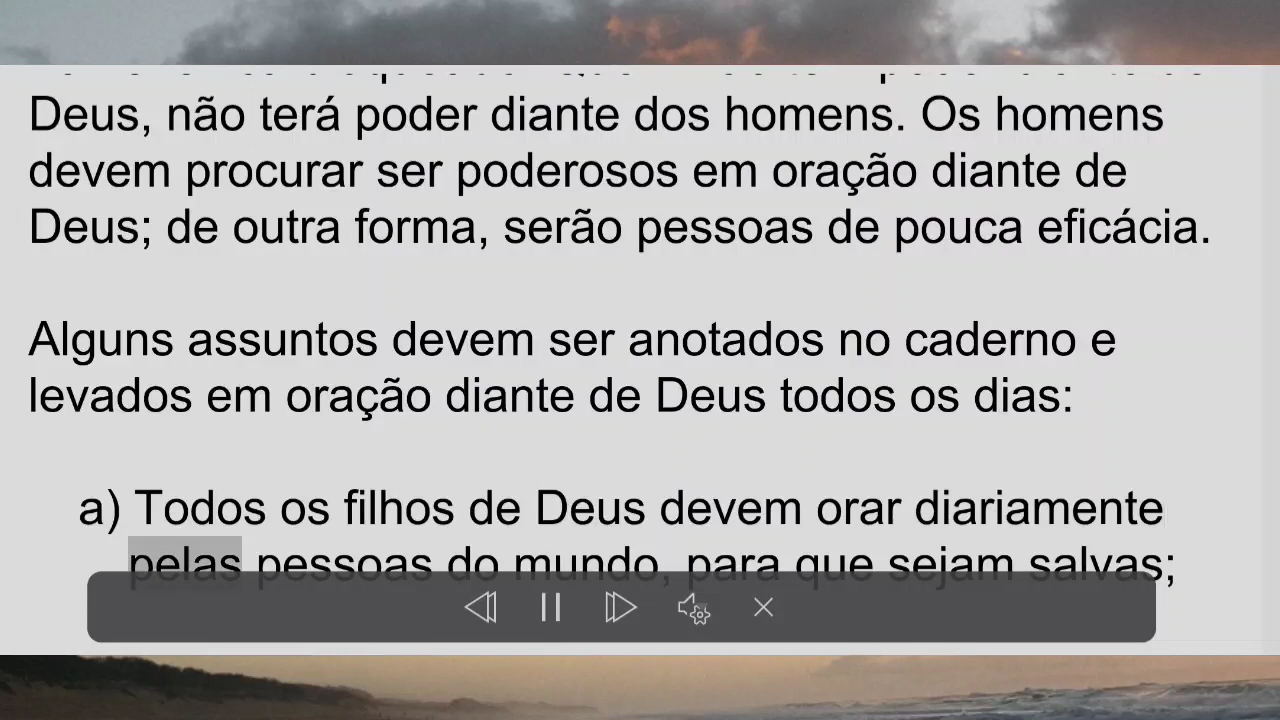 Deus, não terá poder diante dos homens. Os homens
devem procurar ser poderosos em oração diante de
Deus; de outra forma, serão pessoas de pouca eficácia.
Alguns assuntos devem ser anotados no caderno e
levados em oração diante de Deus todos os dias:
a) Todos os filhos de Deus devem orar diariamente
pelas pessoas do mundo, para que sejam salvas;